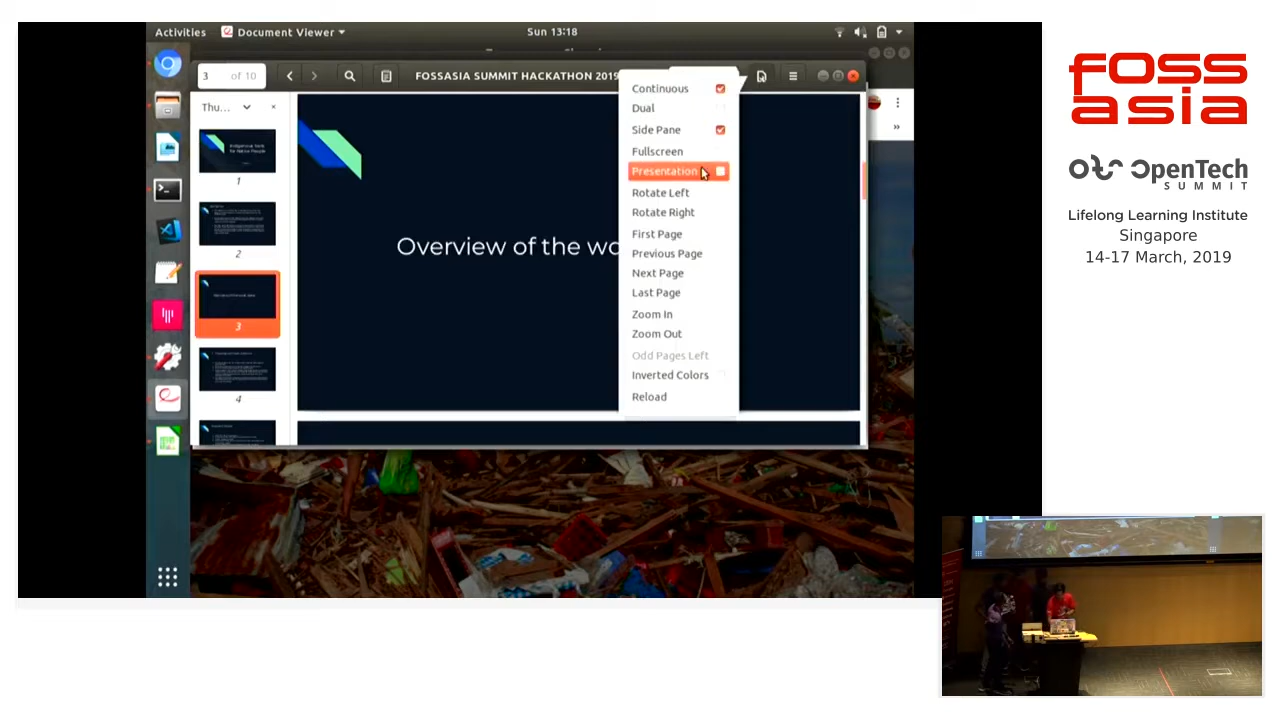 Activities
Document Viewer
Sun 13:18
3 of 10
FOSSASIA SUMMIT HACKATHON 2019
Thu...
1
2
3
4
Overview of the wo
Continuous
Dual
Side Pane
Fullscreen
Presentation
Rotate Left
Rotate Right
First Page
Previous Page
Next Page
Last Page
Zoom In
Zoom Out
Odd Pages Left
Inverted Colors
Reload
FOSS
ASIA
OpenTech
SUMMIT
Lifelong Learning Institute
Singapore
14-17 March, 2019